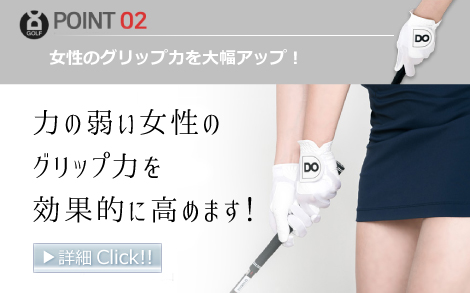 GOLF
POINT 02
女性のグリップ力を大幅アップ！
DO
力の弱い女性の
グリップ力を
効果的に高めます!
DO
▶詳細 Click!!